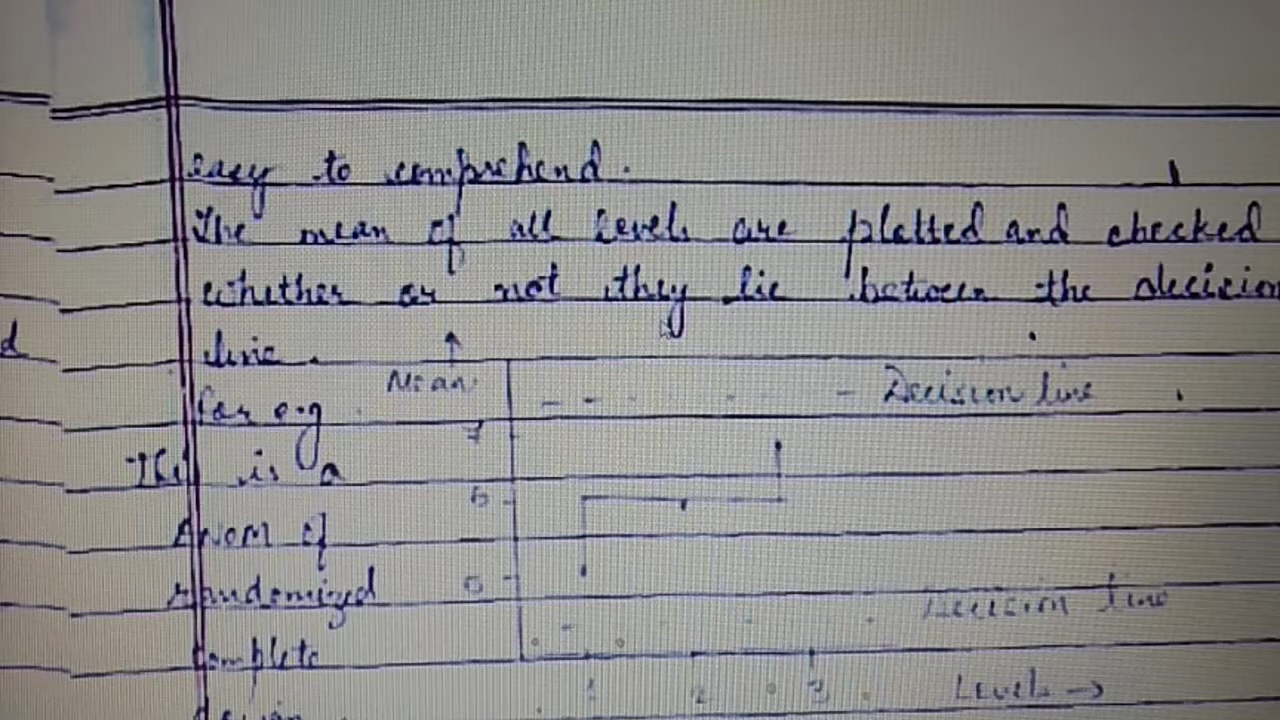 easy to comprehend.
The mean of all levels are platted and checked
whether or not they lie between the decision
line.
Mean
for e.g
Decision line
7
This is a
6
Anom of
5
randomized
Decision line
complete
1 2 3
Levels →
design